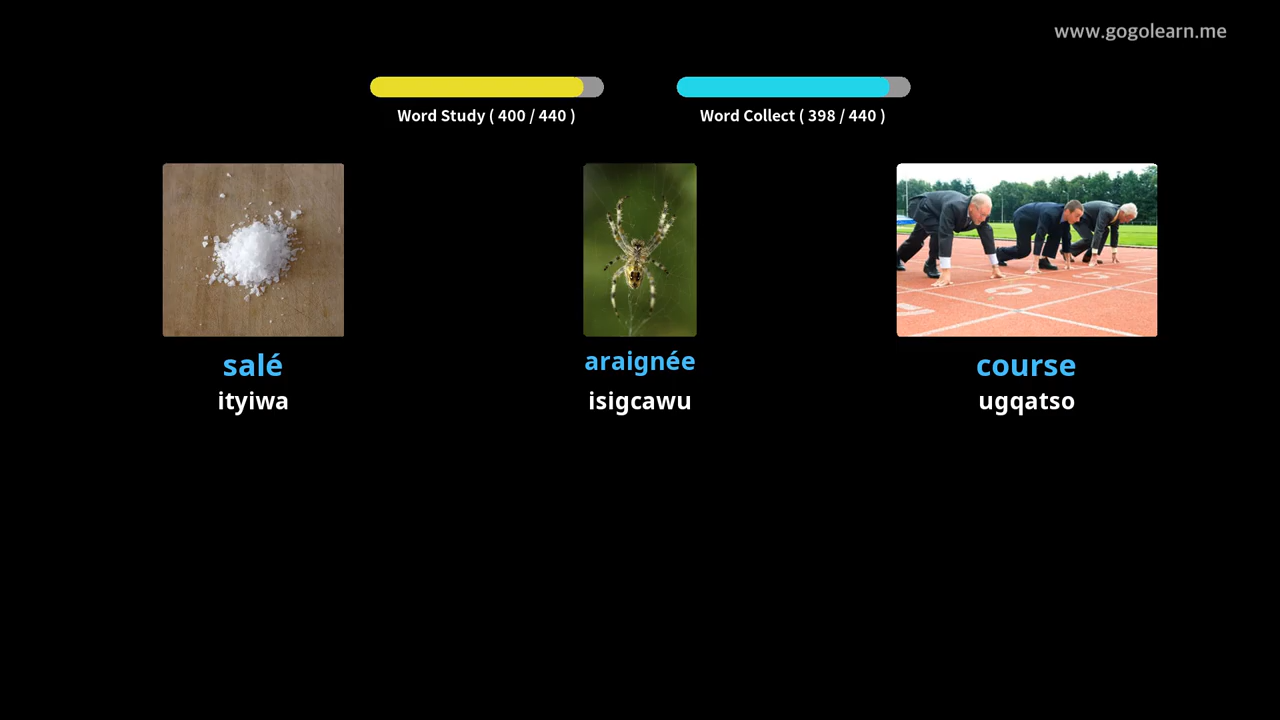 www.gogolearn.me
Word Study ( 400 / 440 )
Word Collect ( 398 / 440 )
salé
ityiwa
araignée
isigcawu
course
ugqatso